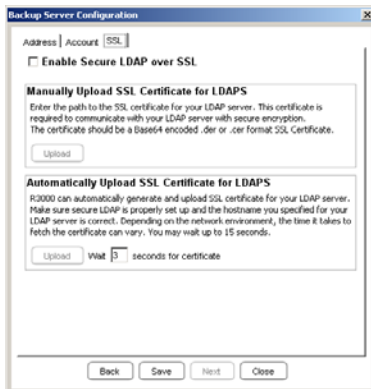 Backup Server Configuration
Address Account SSL
Enable Secure LDAP over SSL
Manually Upload SSL Certificate for LDAPS
Enter the path to the SSL certificate for your LDAP server. This certificate is
required to communicate with your LDAP server with secure encryption.
The certificate should be a Base64 encoded .der or .cer format SSL Certificate.
Upload
Automatically Upload SSL Certificate for LDAPS
R3000 can automatically generate and upload SSL certificate for your LDAP server.
Make sure secure LDAP is properly set up and the hostname you specified for your
LDAP server is correct. Depending on the network environment, the time it takes to
fetch the certificate can vary. You may wait up to 15 seconds.
Upload Wait 3 seconds for certificate
Back Save Next Close